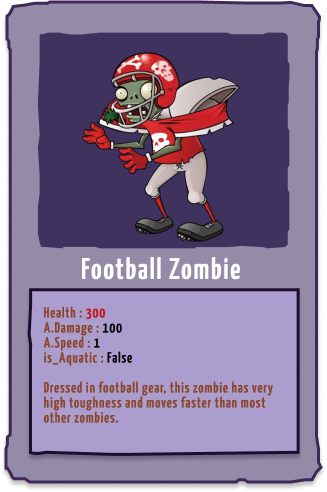 Football Zombie
Health : 300
A.Damage : 100
A.Speed : 1
is_Aquatic : False
Dressed in football gear, this zombie has very
high toughness and moves faster than most
other zombies.